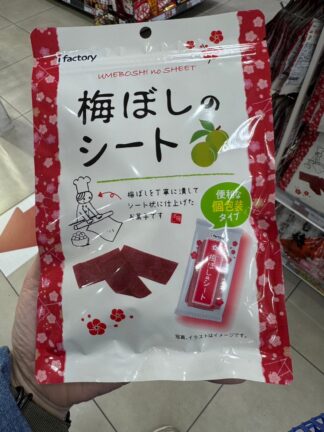 i factory
UMEBOSHI no SHEET
梅ぼしの
シート
梅ぼしを丁寧に潰して
シート状に仕上げた
お菓子です
便利な
個包装
タイプ
梅ぼしのシート
写真、イラストはイメージです。